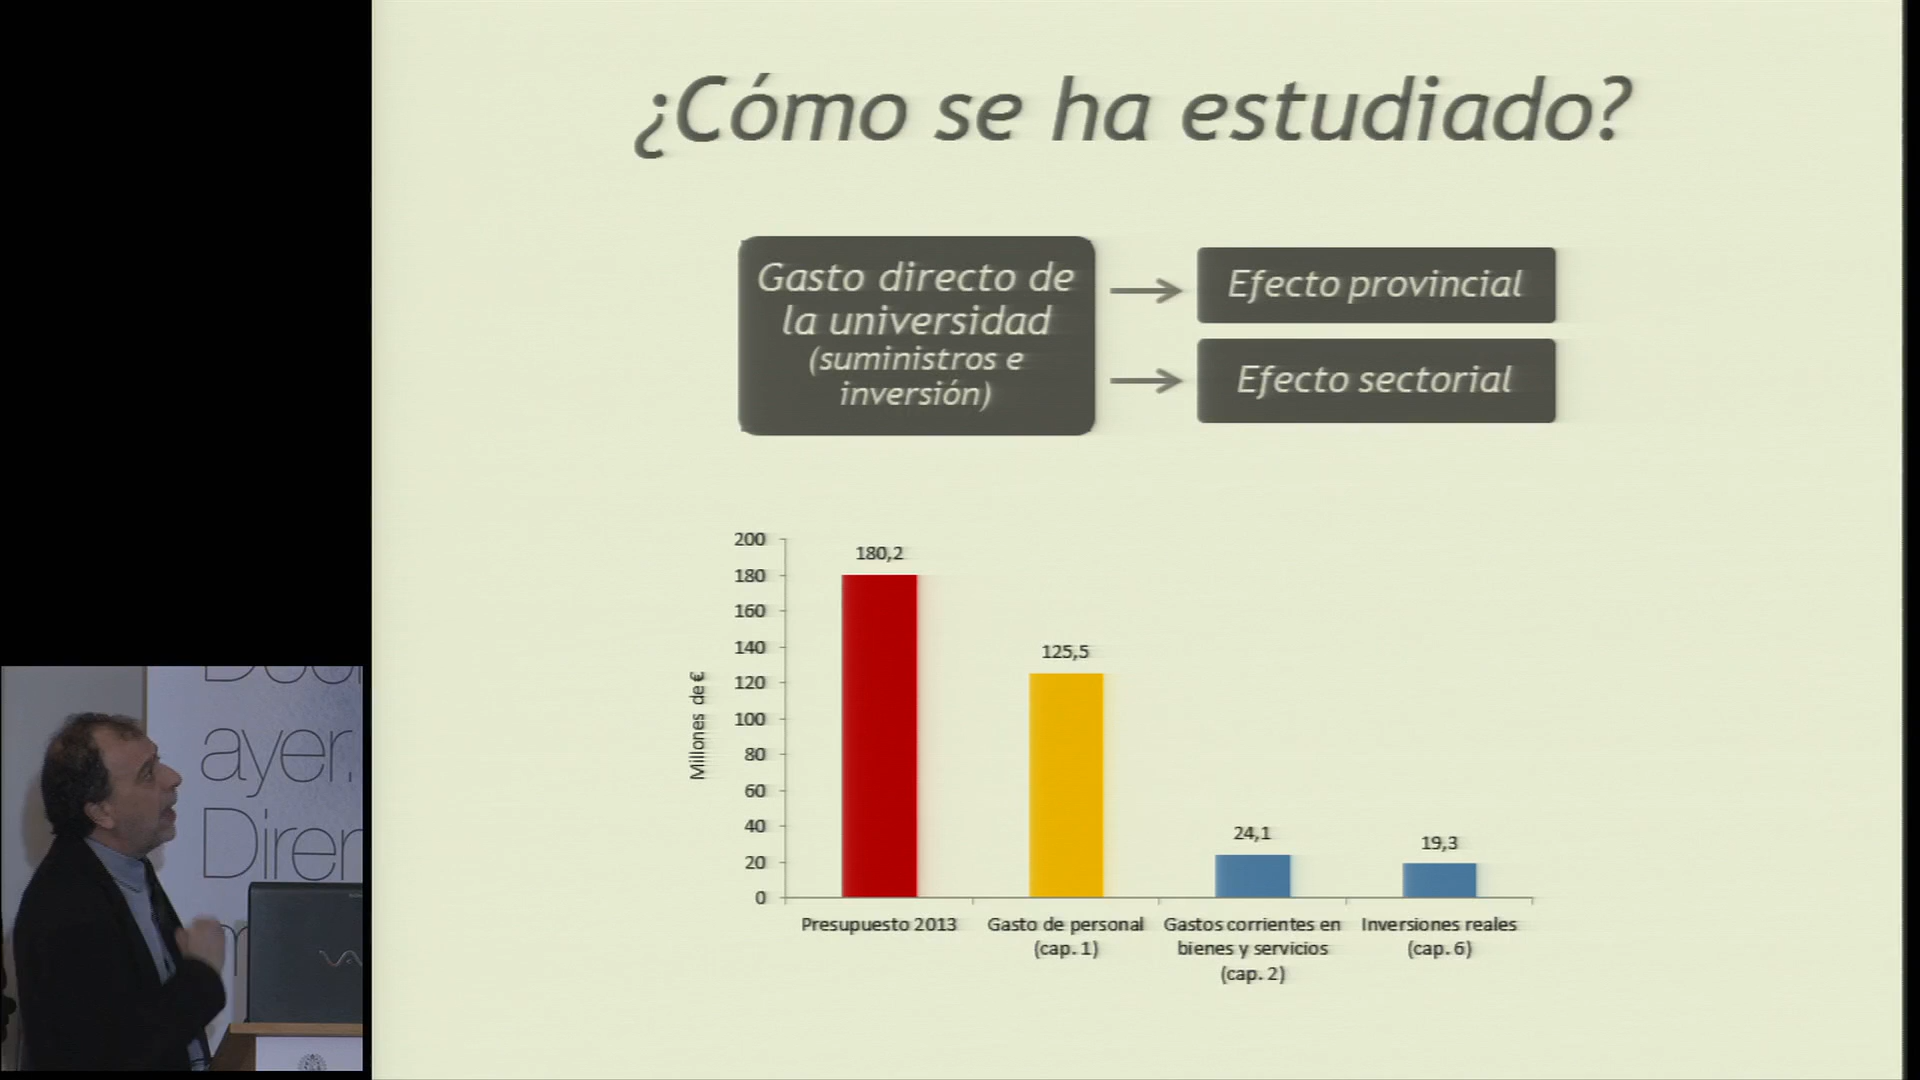 ¿Cómo se ha estudiado?
Gasto directo de
la universidad
(suministros e
inversión)
Efecto provincial
Efecto sectorial
200
180
160
140
120
100
80
60
40
20
0
Millones de €
180,2
125,5
24,1
19,3
Presupuesto 2013
Gasto de personal
(cap. 1)
Gastos corrientes en
bienes y servicios
(cap. 2)
Inversiones reales
(cap. 6)
ayer.